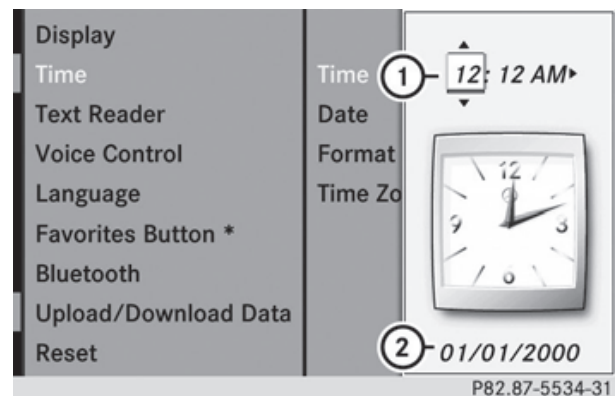 Display
Time
Text Reader
Voice Control
Language
Favorites Button *
Bluetooth
Upload/Download Data
Reset
Time
Date
Format
Time Zo
1
12: 12 AM
12
3
6
9
2
01/01/2000
P82.87-5534-31